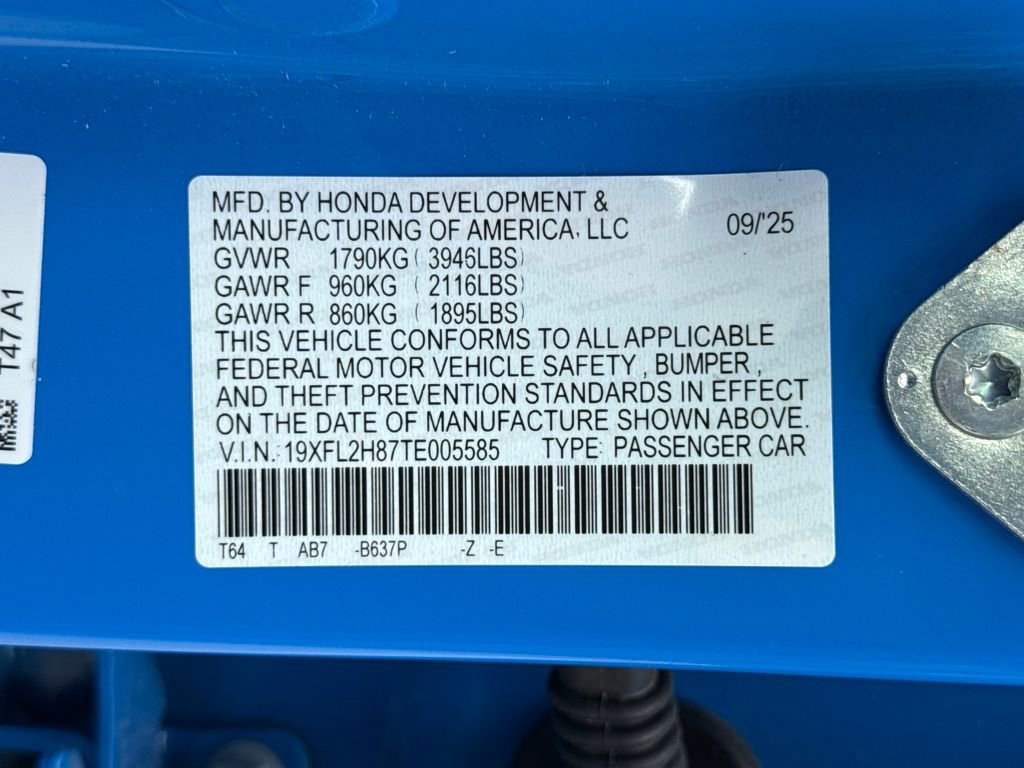 MFD. BY HONDA DEVELOPMENT &
MANUFACTURING OF AMERICA, LLC 09/'25
GVWR 1790KG ( 3946LBS)
GAWR F 960KG ( 2116LBS)
GAWR R 860KG ( 1895LBS)
THIS VEHICLE CONFORMS TO ALL APPLICABLE
FEDERAL MOTOR VEHICLE SAFETY , BUMPER ,
AND THEFT PREVENTION STANDARDS IN EFFECT
ON THE DATE OF MANUFACTURE SHOWN ABOVE.
V.I.N.: 19XFL2H87TE005585 TYPE: PASSENGER CAR
T64 T AB7 -B637P -Z -E
T47 A1